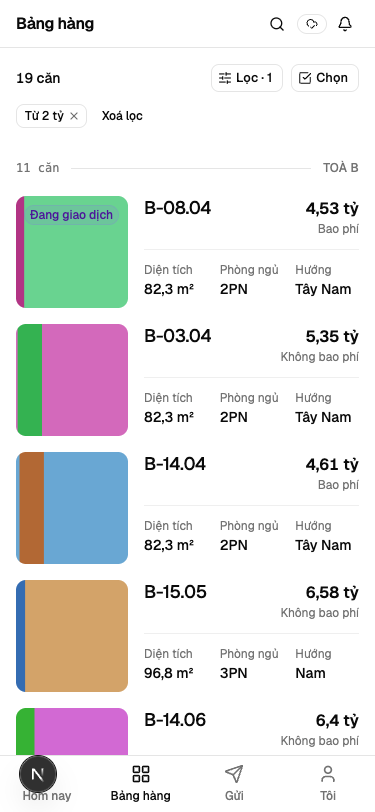 Bảng hàng
19 căn
Lọc · 1
Chọn
Từ 2 tỷ
Xoá lọc
11 căn
TOÀ B
Đang giao dịch
B-08.04
4,53 tỷ
Bao phí
Diện tích Phòng ngủ Hướng
82,3 m² 2PN Tây Nam
B-03.04
5,35 tỷ
Không bao phí
Diện tích Phòng ngủ Hướng
82,3 m² 2PN Tây Nam
B-14.04
4,61 tỷ
Bao phí
Diện tích Phòng ngủ Hướng
82,3 m² 2PN Tây Nam
B-15.05
6,58 tỷ
Không bao phí
Diện tích Phòng ngủ Hướng
96,8 m² 3PN Nam
B-14.06
6,4 tỷ
Không bao phí
N
Hôm nay Bảng hàng Gửi Tôi